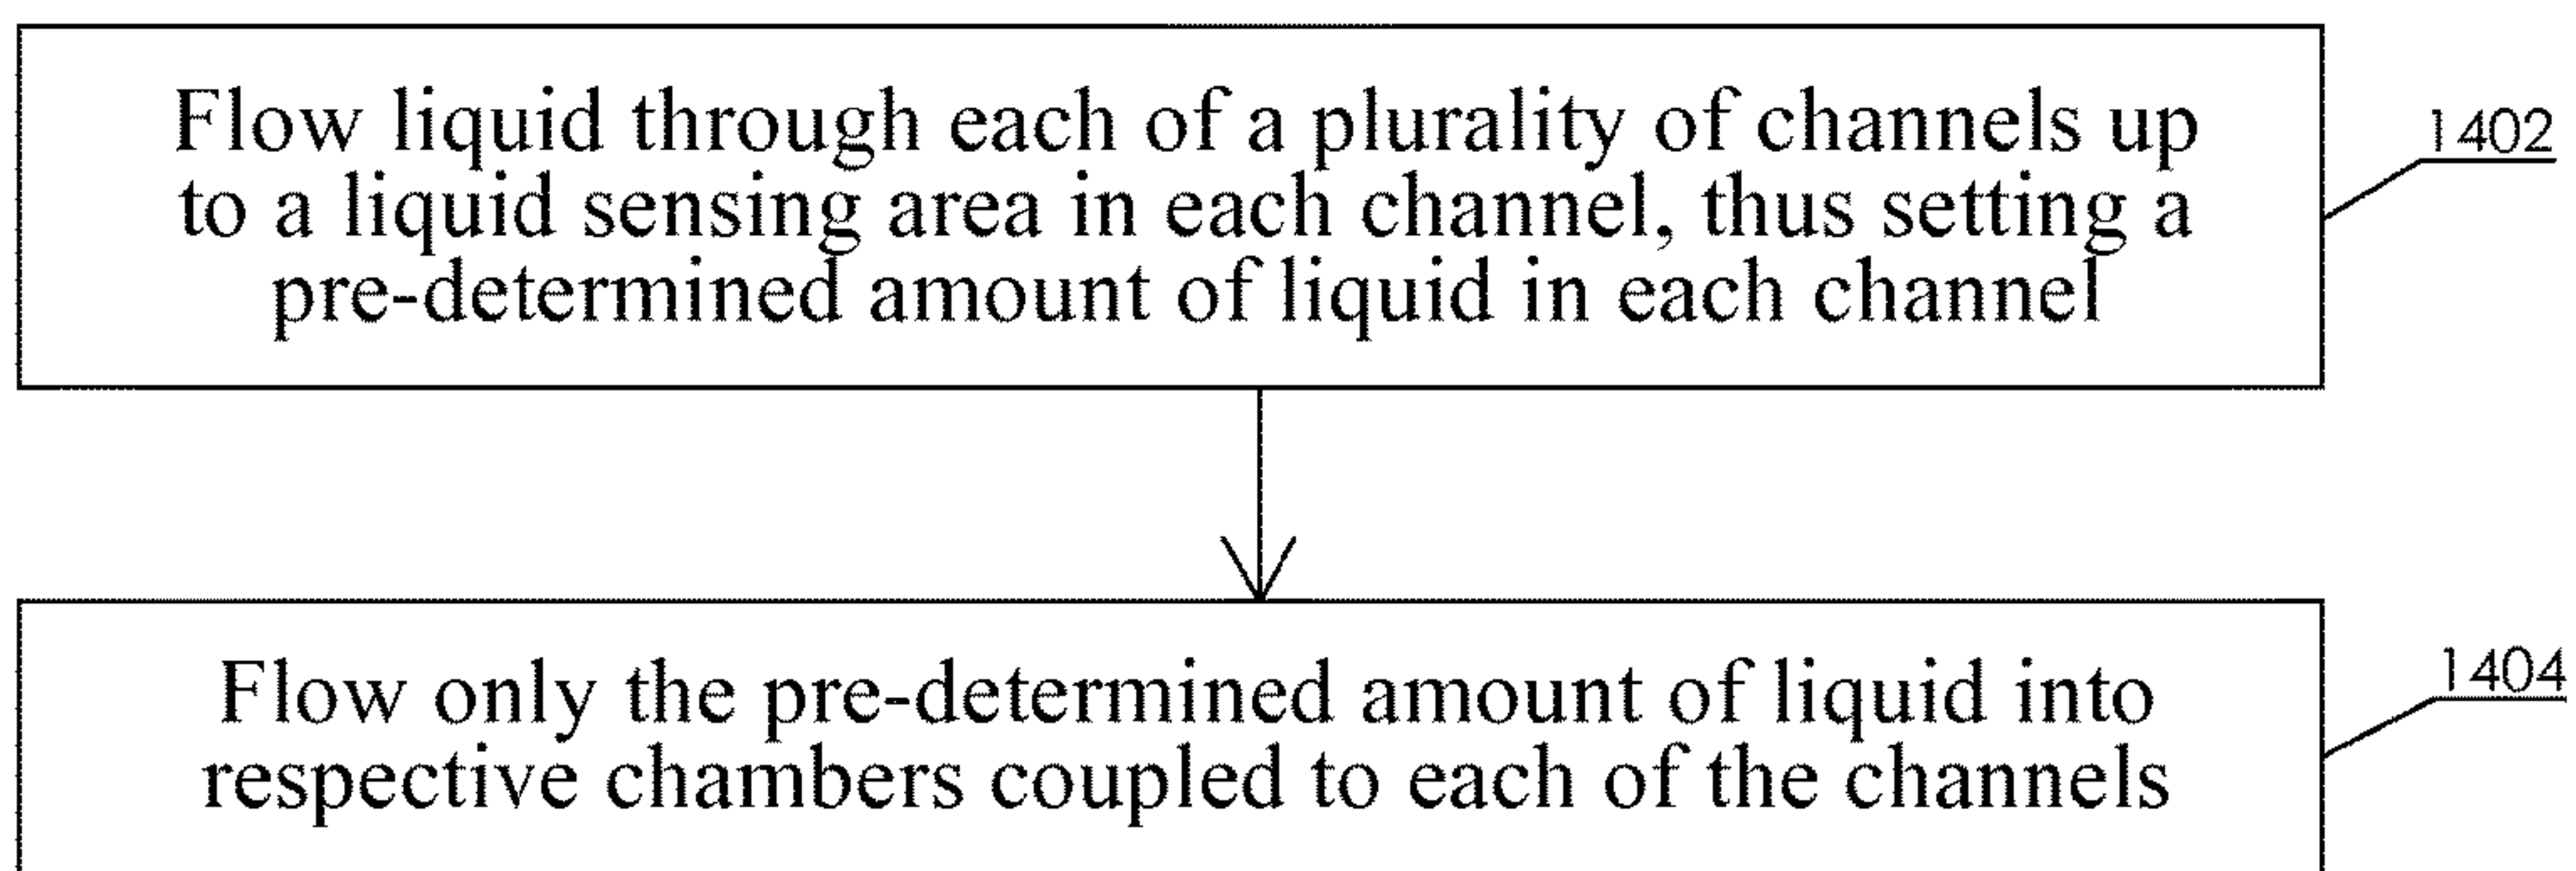 Flow liquid through each of a plurality of channels up
to a liquid sensing area in each channel, thus setting a
pre-determined amount of liquid in each channel
1402
Flow only the pre-determined amount of liquid into
respective chambers coupled to each of the channels
1404